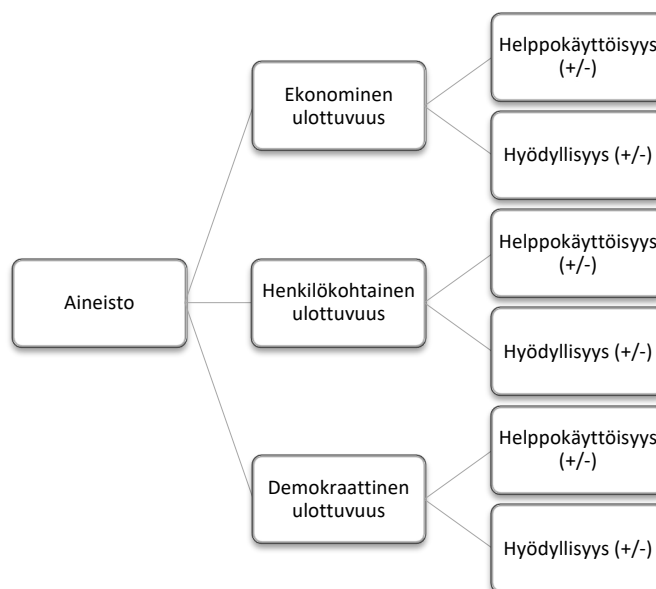 Aineisto
Ekonominen
ulottuvuus
Helppokäyttöisyys
(+/-)
Hyödyllisyys (+/-)
Henkilökohtainen
ulottuvuus
Helppokäyttöisyys
(+/-)
Hyödyllisyys (+/-)
Demokraattinen
ulottuvuus
Helppokäyttöisyys
(+/-)
Hyödyllisyys (+/-)